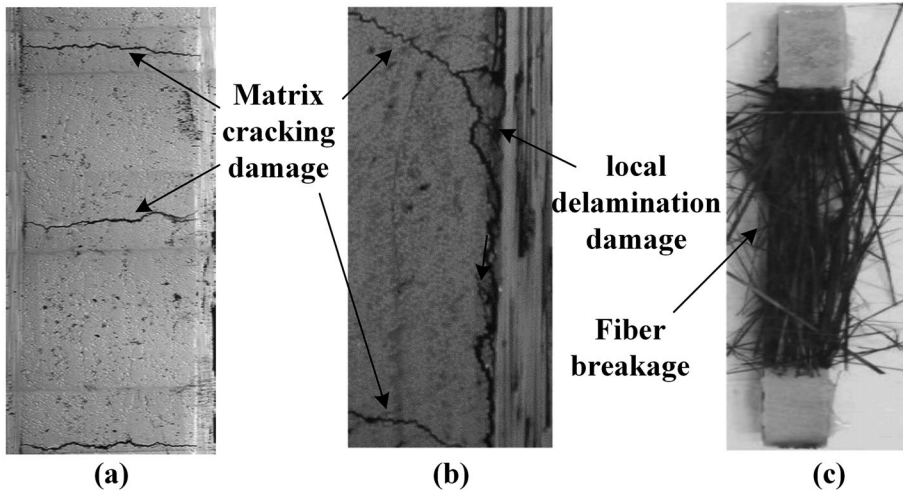 Matrix
cracking
damage
local
delamination
damage
Fiber
breakage
(a)
(b)
(c)